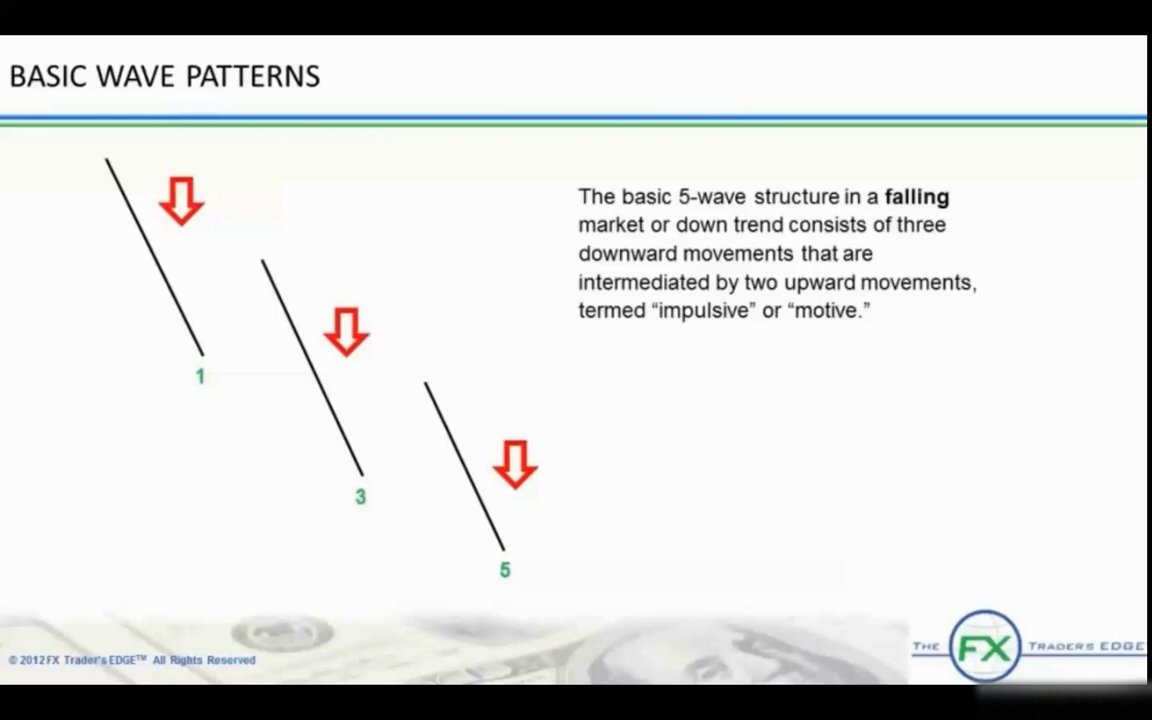 BASIC WAVE PATTERNS
The basic 5-wave structure in a falling
market or down trend consists of three
downward movements that are
intermediated by two upward movements,
termed “impulsive” or “motive.”
1
3
5
© 2012 FX Trader's EDGE™ All Rights Reserved
THE FX TRADERS EDGE